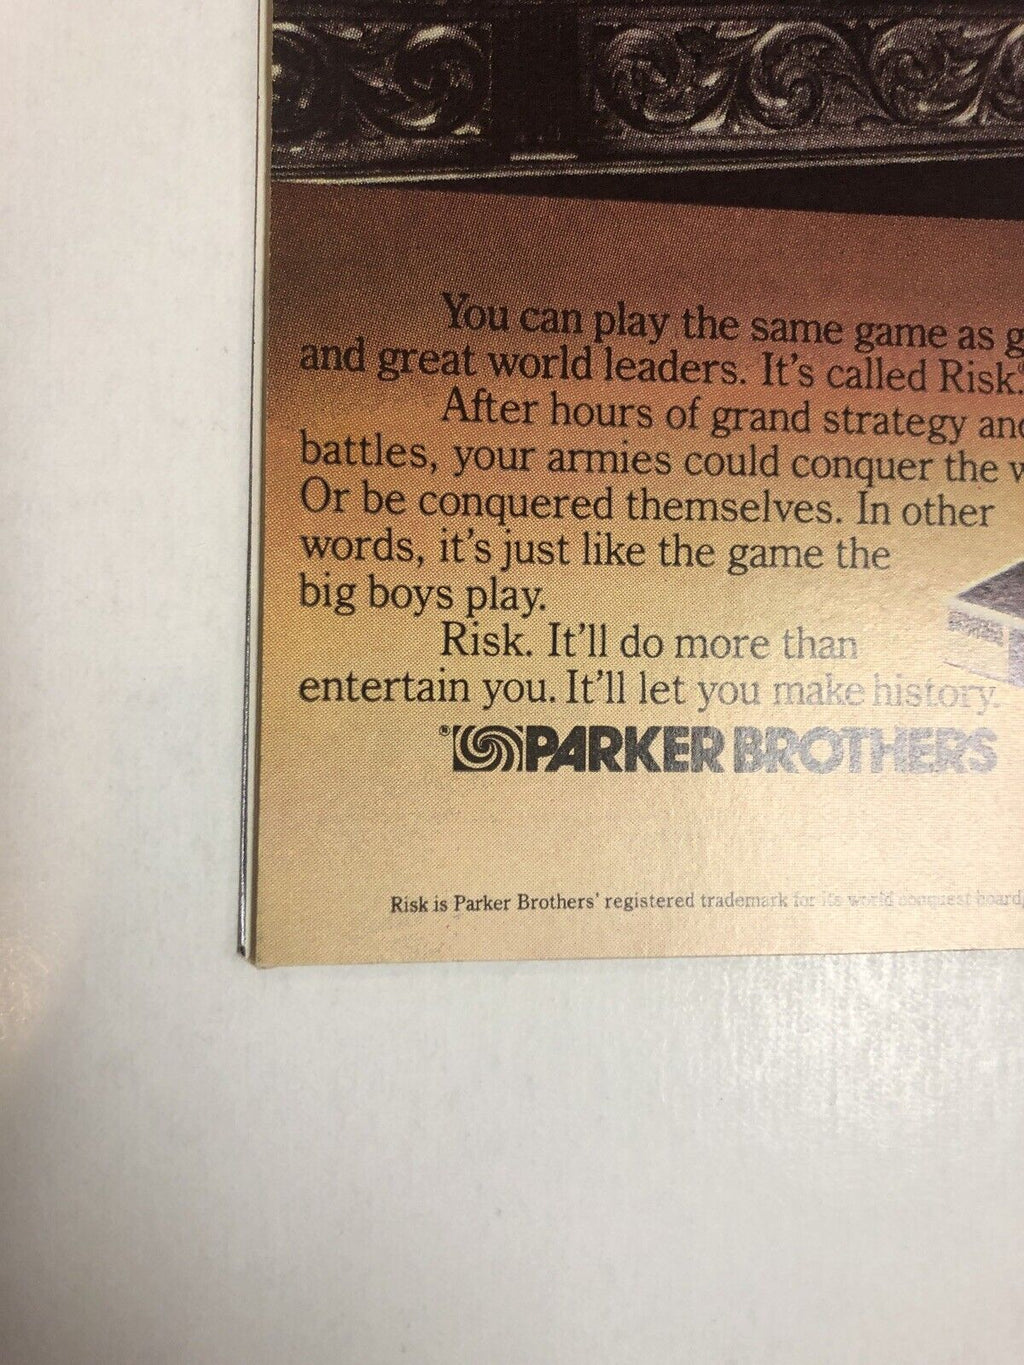 You can play the same game as g
and great world leaders. It's called Risk.®
After hours of grand strategy and
battles, your armies could conquer the w
Or be conquered themselves. In other
words, it's just like the game the
big boys play.
Risk. It'll do more than
entertain you. It'll let you make history.
® PARKER BROTHERS
Risk is Parker Brothers' registered trademark for its world conquest board